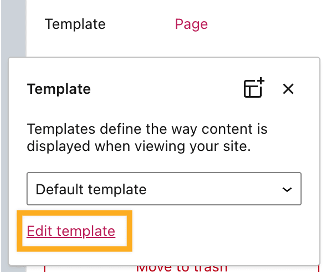 Template Page
Template
Templates define the way content is
displayed when viewing your site.
Default template
Edit template
Move to trash